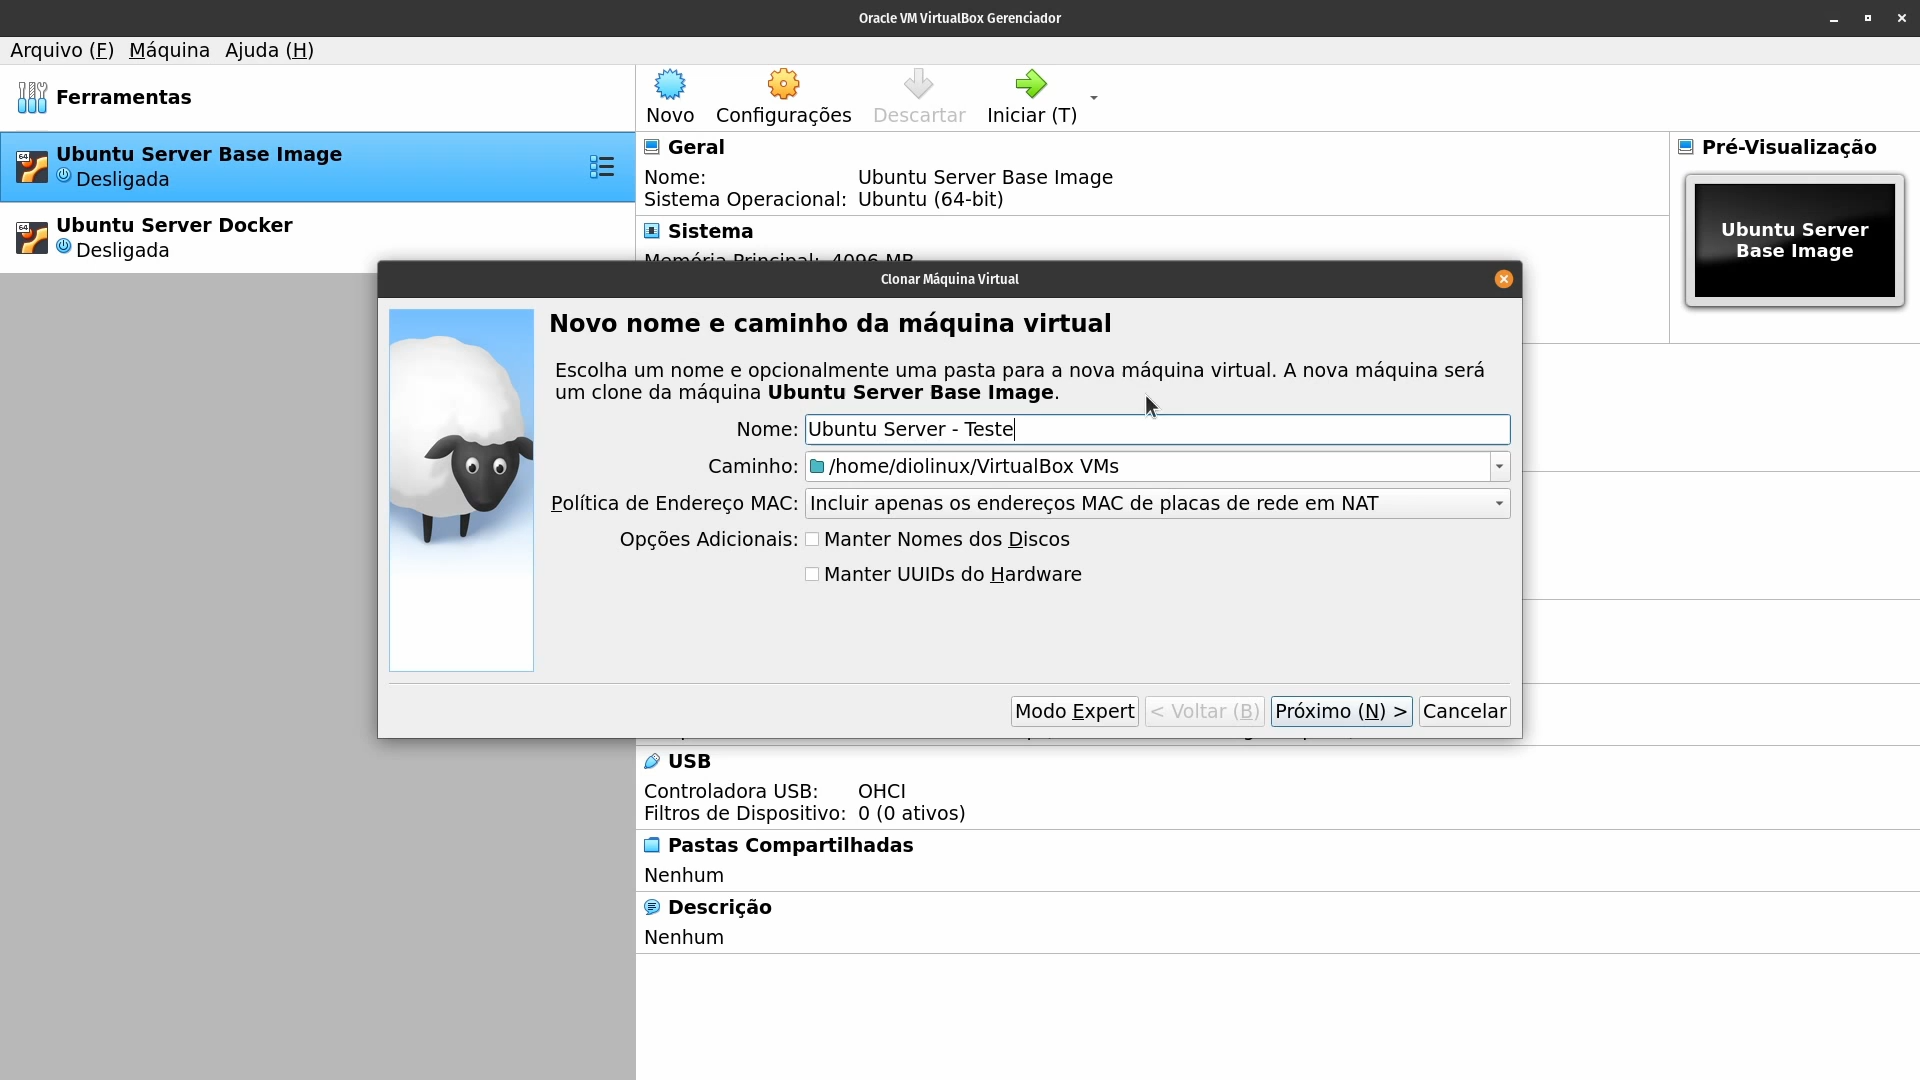 Oracle VM VirtualBox Gerenciador
Arquivo (F) Máquina Ajuda (H)
Ferramentas
Novo Configurações Descartar Iniciar (T)
64
Ubuntu Server Base Image
Desligada
64
Ubuntu Server Docker
Desligada
Geral
Nome: Ubuntu Server Base Image
Sistema Operacional: Ubuntu (64-bit)
Sistema
Memória Principal: 4096 MB
Pré-Visualização
Ubuntu Server
Base Image
Clonar Máquina Virtual
Novo nome e caminho da máquina virtual
Escolha um nome e opcionalmente uma pasta para a nova máquina virtual. A nova máquina será
um clone da máquina Ubuntu Server Base Image.
Nome: Ubuntu Server - Teste
Caminho: /home/diolinux/VirtualBox VMs
Política de Endereço MAC: Incluir apenas os endereços MAC de placas de rede em NAT
Opções Adicionais: Manter Nomes dos Discos
Manter UUIDs do Hardware
Modo Expert < Voltar (B) Próximo (N) > Cancelar
USB
Controladora USB: OHCI
Filtros de Dispositivo: 0 (0 ativos)
Pastas Compartilhadas
Nenhum
Descrição
Nenhum